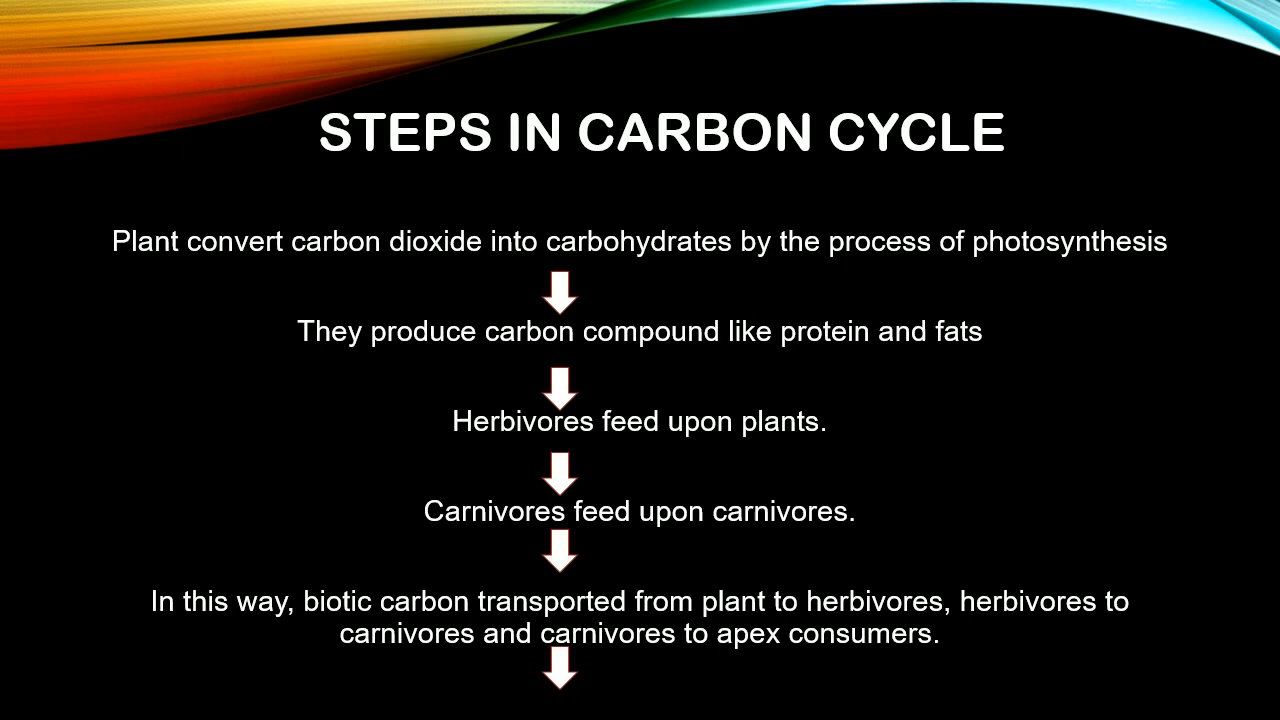 STEPS IN CARBON CYCLE
Plant convert carbon dioxide into carbohydrates by the process of photosynthesis
They produce carbon compound like protein and fats
Herbivores feed upon plants.
Carnivores feed upon carnivores.
In this way, biotic carbon transported from plant to herbivores, herbivores to
carnivores and carnivores to apex consumers.